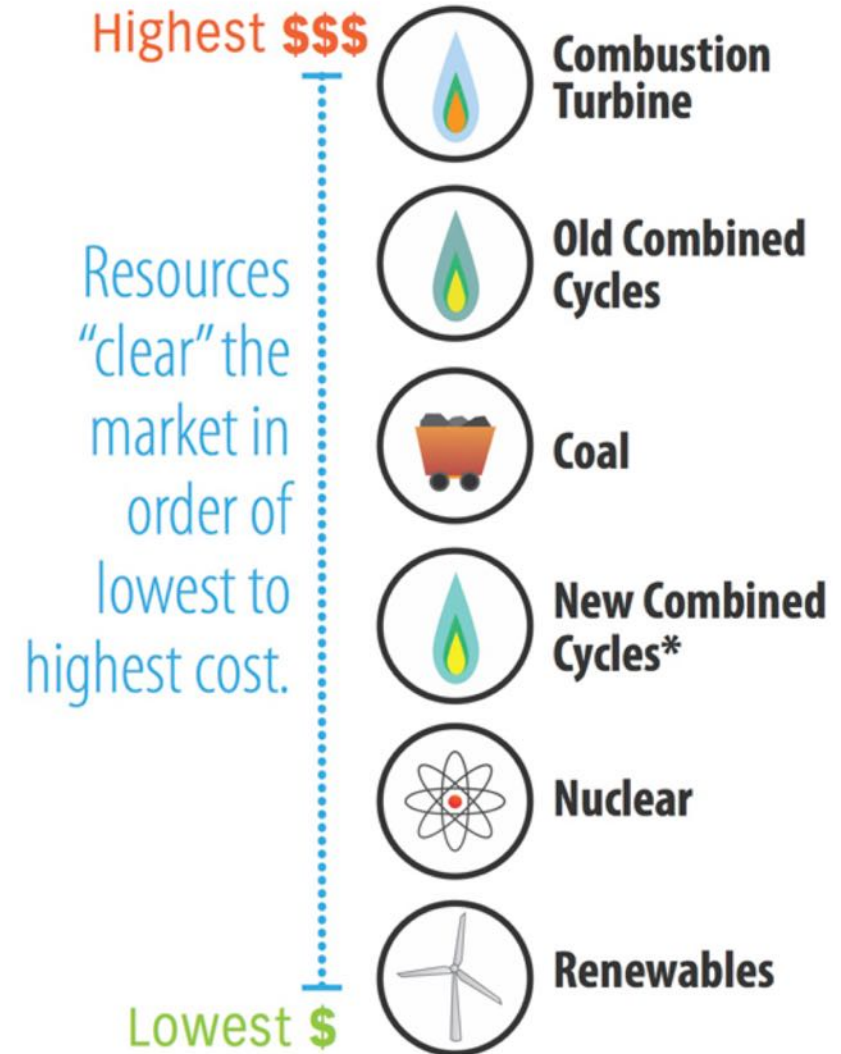 Highest $$$
Combustion
Turbine
Old Combined
Cycles
Resources
“clear” the
market in
order of
lowest to
highest cost.
Coal
New Combined
Cycles*
Nuclear
Renewables
Lowest $